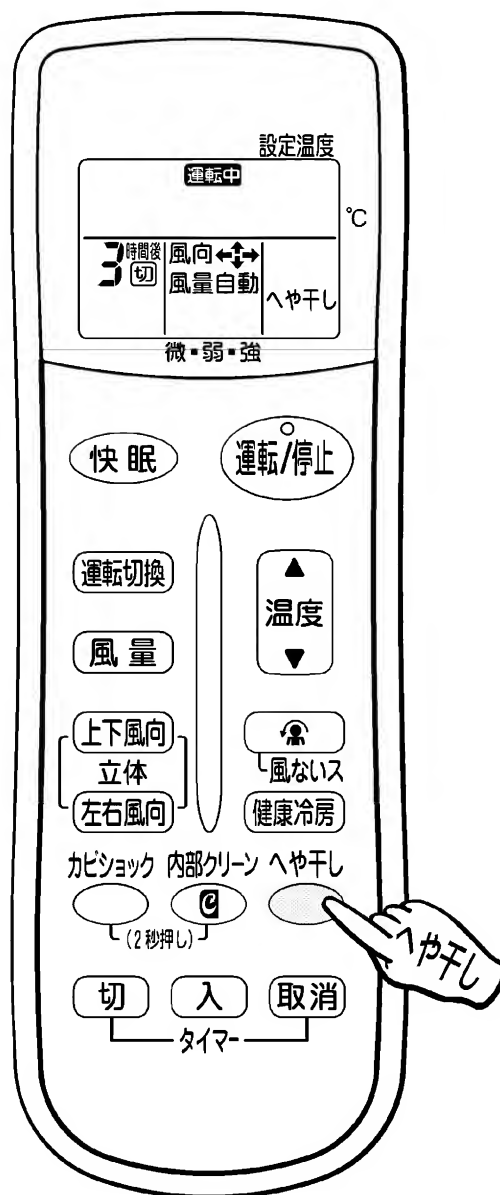 設定温度
運転中
℃
3 時間後 切
風向
風量自動
へや干し
微▪弱▪強
快眠
運転/停止
運転切換
▲
温度
▼
風量
上下風向
立体
左右風向
風ないス
健康冷房
カビショック 内部クリーン へや干し
(2秒押し)
へや干し
切 入 取消
タイマー